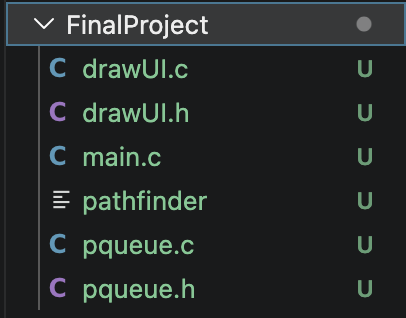 FinalProject
C drawUI.c U
C drawUI.h U
C main.c U
pathfinder U
C pqueue.c U
C pqueue.h U